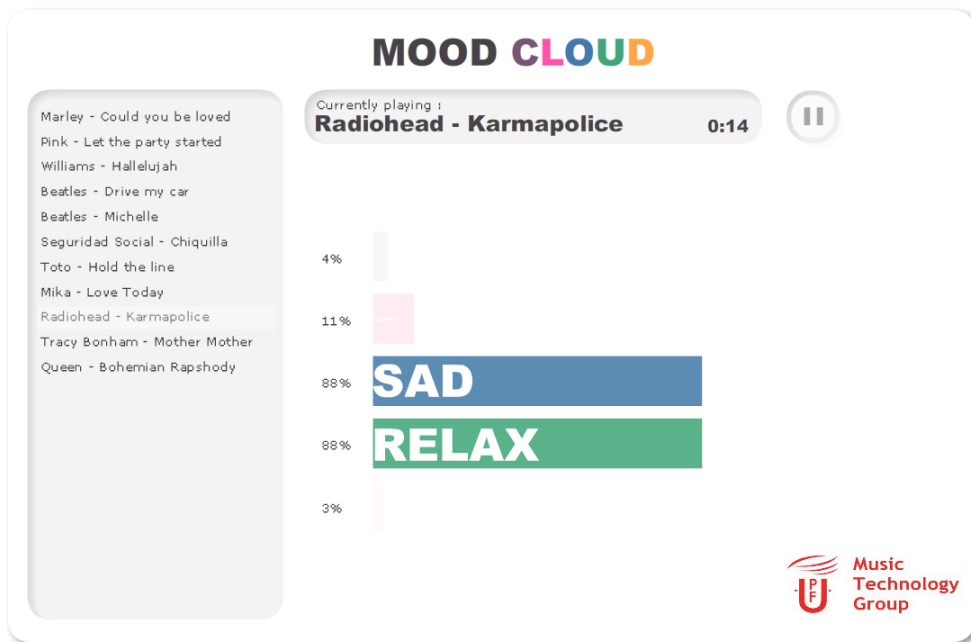 MOOD CLOUD
Marley - Could you be loved
Pink - Let the party started
Williams - Hallelujah
Beatles - Drive my car
Beatles - Michelle
Seguridad Social - Chiquilla
Toto - Hold the line
Mika - Love Today
Radiohead - Karmapolice
Tracy Bonham - Mother Mother
Queen - Bohemian Rapshody
Currently playing :
Radiohead - Karmapolice 0:14
4%
11%
88% SAD
88% RELAX
3%
UPF
Music
Technology
Group